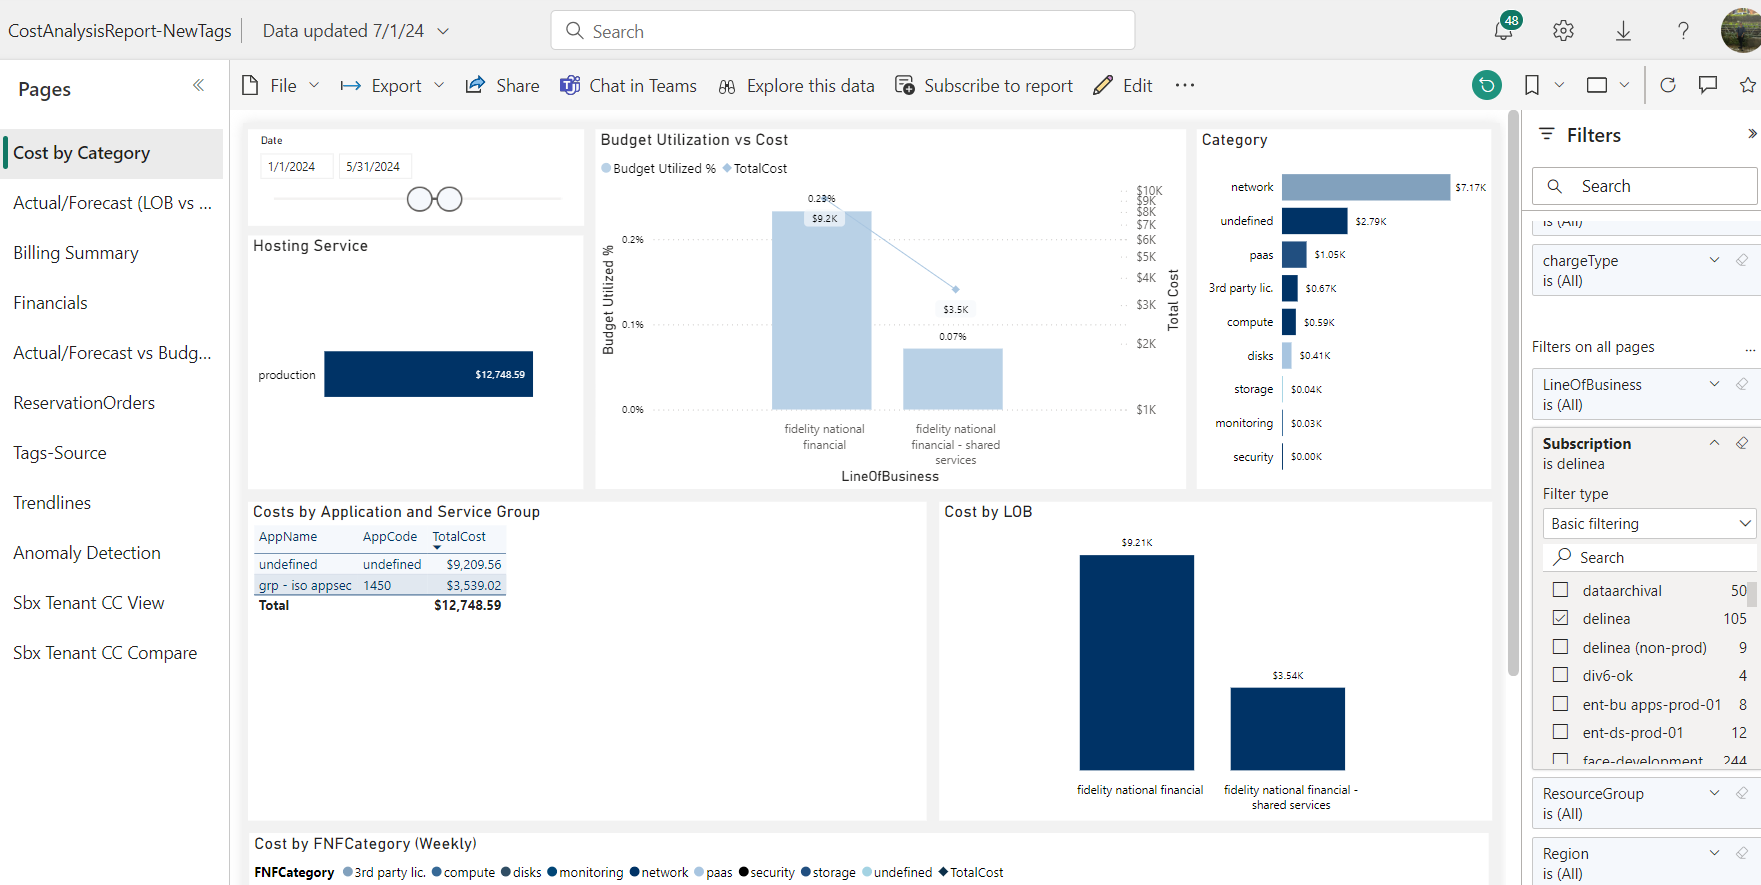 CostAnalysisReport-NewTags
Data updated 7/1/24
Search
48
?
Pages
Cost by Category
Actual/Forecast (LOB vs ...
Billing Summary
Financials
Actual/Forecast vs Budg...
ReservationOrders
Tags-Source
Trendlines
Anomaly Detection
Sbx Tenant CC View
Sbx Tenant CC Compare
File
Export
Share
Chat in Teams
Explore this data
Subscribe to report
Edit
...
Date
1/1/2024
5/31/2024
Hosting Service
production
$12,748.59
Budget Utilization vs Cost
Budget Utilized %
TotalCost
Budget Utilized %
0.2%
0.1%
0.0%
0.23%
$9.2K
$3.5K
0.07%
$10K
$9K
$8K
$7K
$6K
$5K
$4K
$3K
$2K
$1K
Total Cost
fidelity national
financial
fidelity national
financial - shared
services
LineOfBusiness
Category
network $7.17K
undefined $2.79K
paas $1.05K
3rd party lic. $0.67K
compute $0.59K
disks $0.41K
storage $0.04K
monitoring $0.03K
security $0.00K
Costs by Application and Service Group
AppName AppCode TotalCost
undefined undefined $9,209.56
grp - iso appsec 1450 $3,539.02
Total $12,748.59
Cost by LOB
$9.21K
$3.54K
fidelity national financial
fidelity national financial -
shared services
Cost by FNFCategory (Weekly)
FNFCategory 3rd party lic. compute disks monitoring network paas security storage undefined TotalCost
Filters
Search
is (All)
chargeType
is (All)
Filters on all pages
...
LineOfBusiness
is (All)
Subscription
is delinea
Filter type
Basic filtering
Search
dataarchival 50
delinea 105
delinea (non-prod) 9
div6-ok 4
ent-bu apps-prod-01 8
ent-ds-prod-01 12
face-development 244
ResourceGroup
is (All)
Region
is (All)